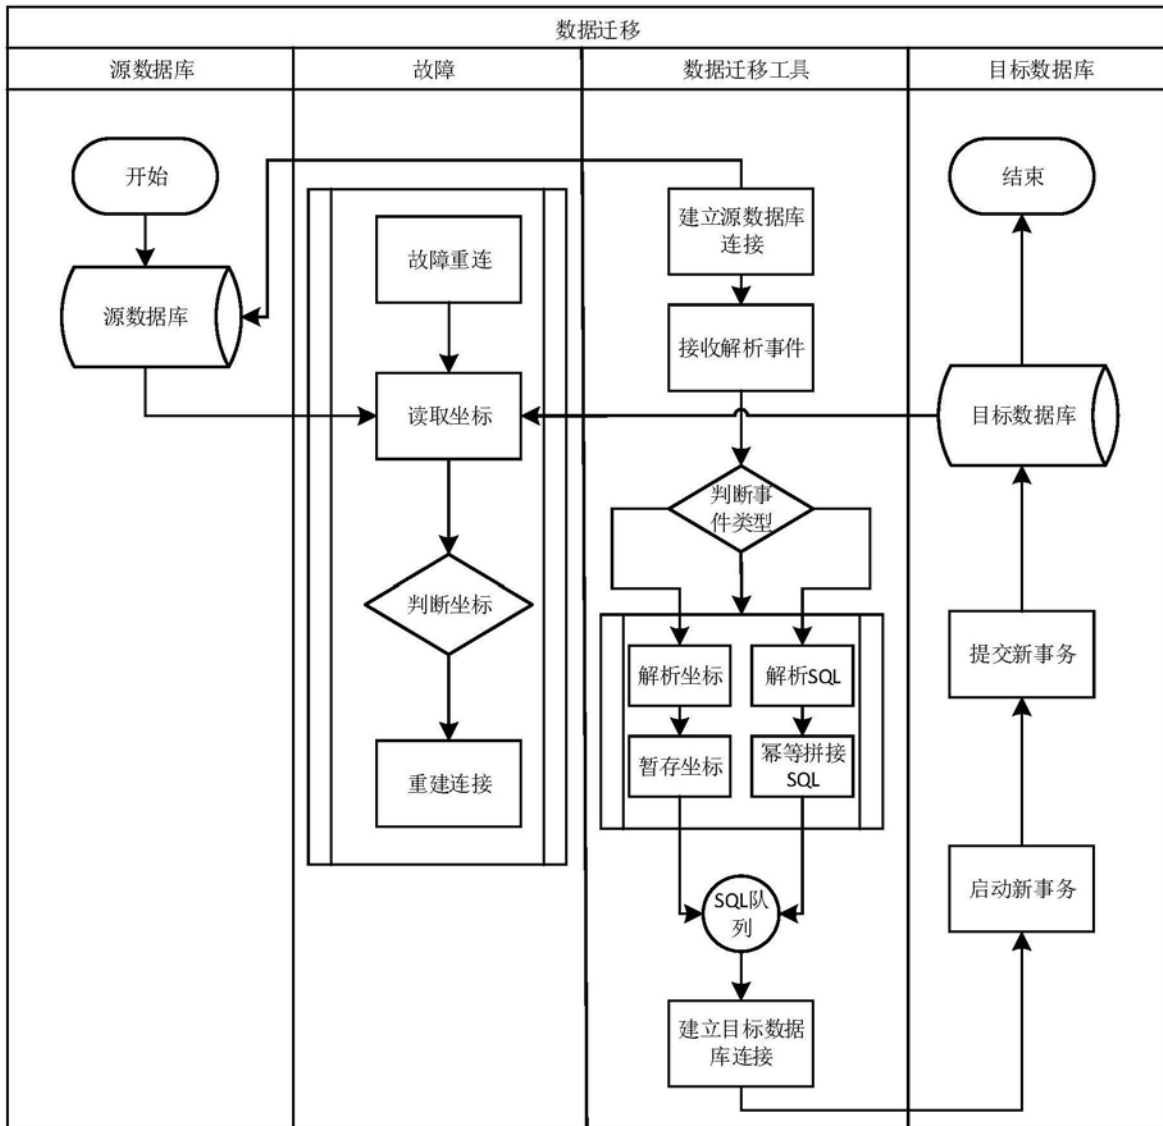 数据迁移
源数据库
故障
数据迁移工具
目标数据库
开始
源数据库
故障重连
读取坐标
判断坐标
重建连接
建立源数据库
连接
接收解析事件
判断事
件类型
解析坐标
暂存坐标
解析SQL
幂等拼接
SQL
SQL队
列
建立目标数据
库连接
结束
目标数据库
提交新事务
启动新事务